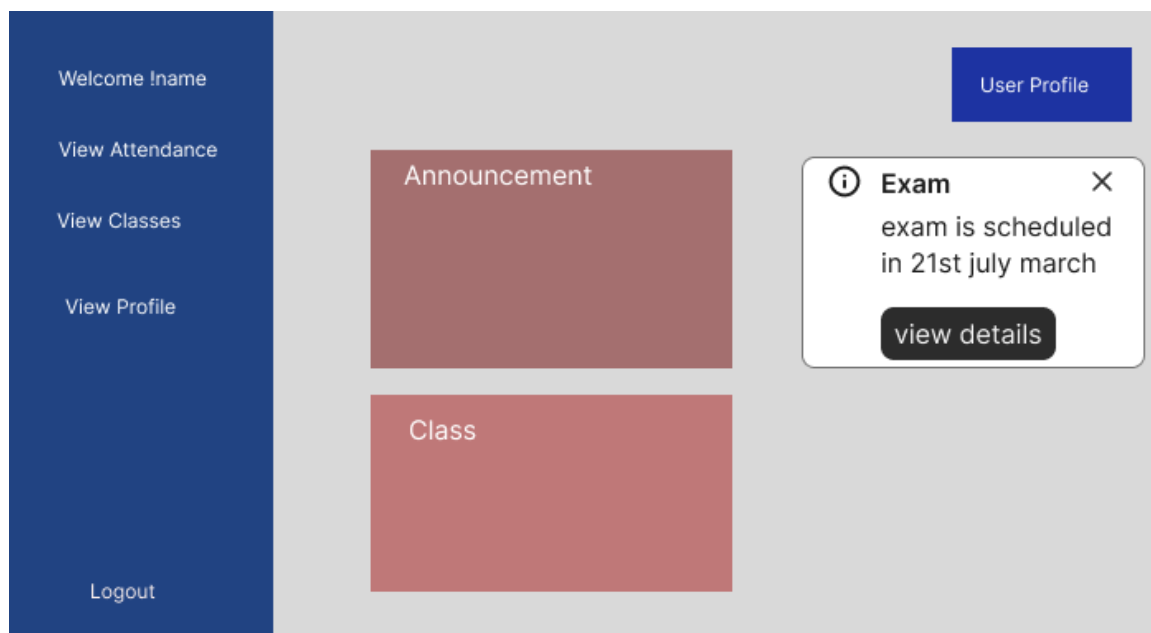 Welcome !name
View Attendance
View Classes
View Profile
Logout
User Profile
Announcement
Class
Exam
exam is scheduled
in 21st july march
view details